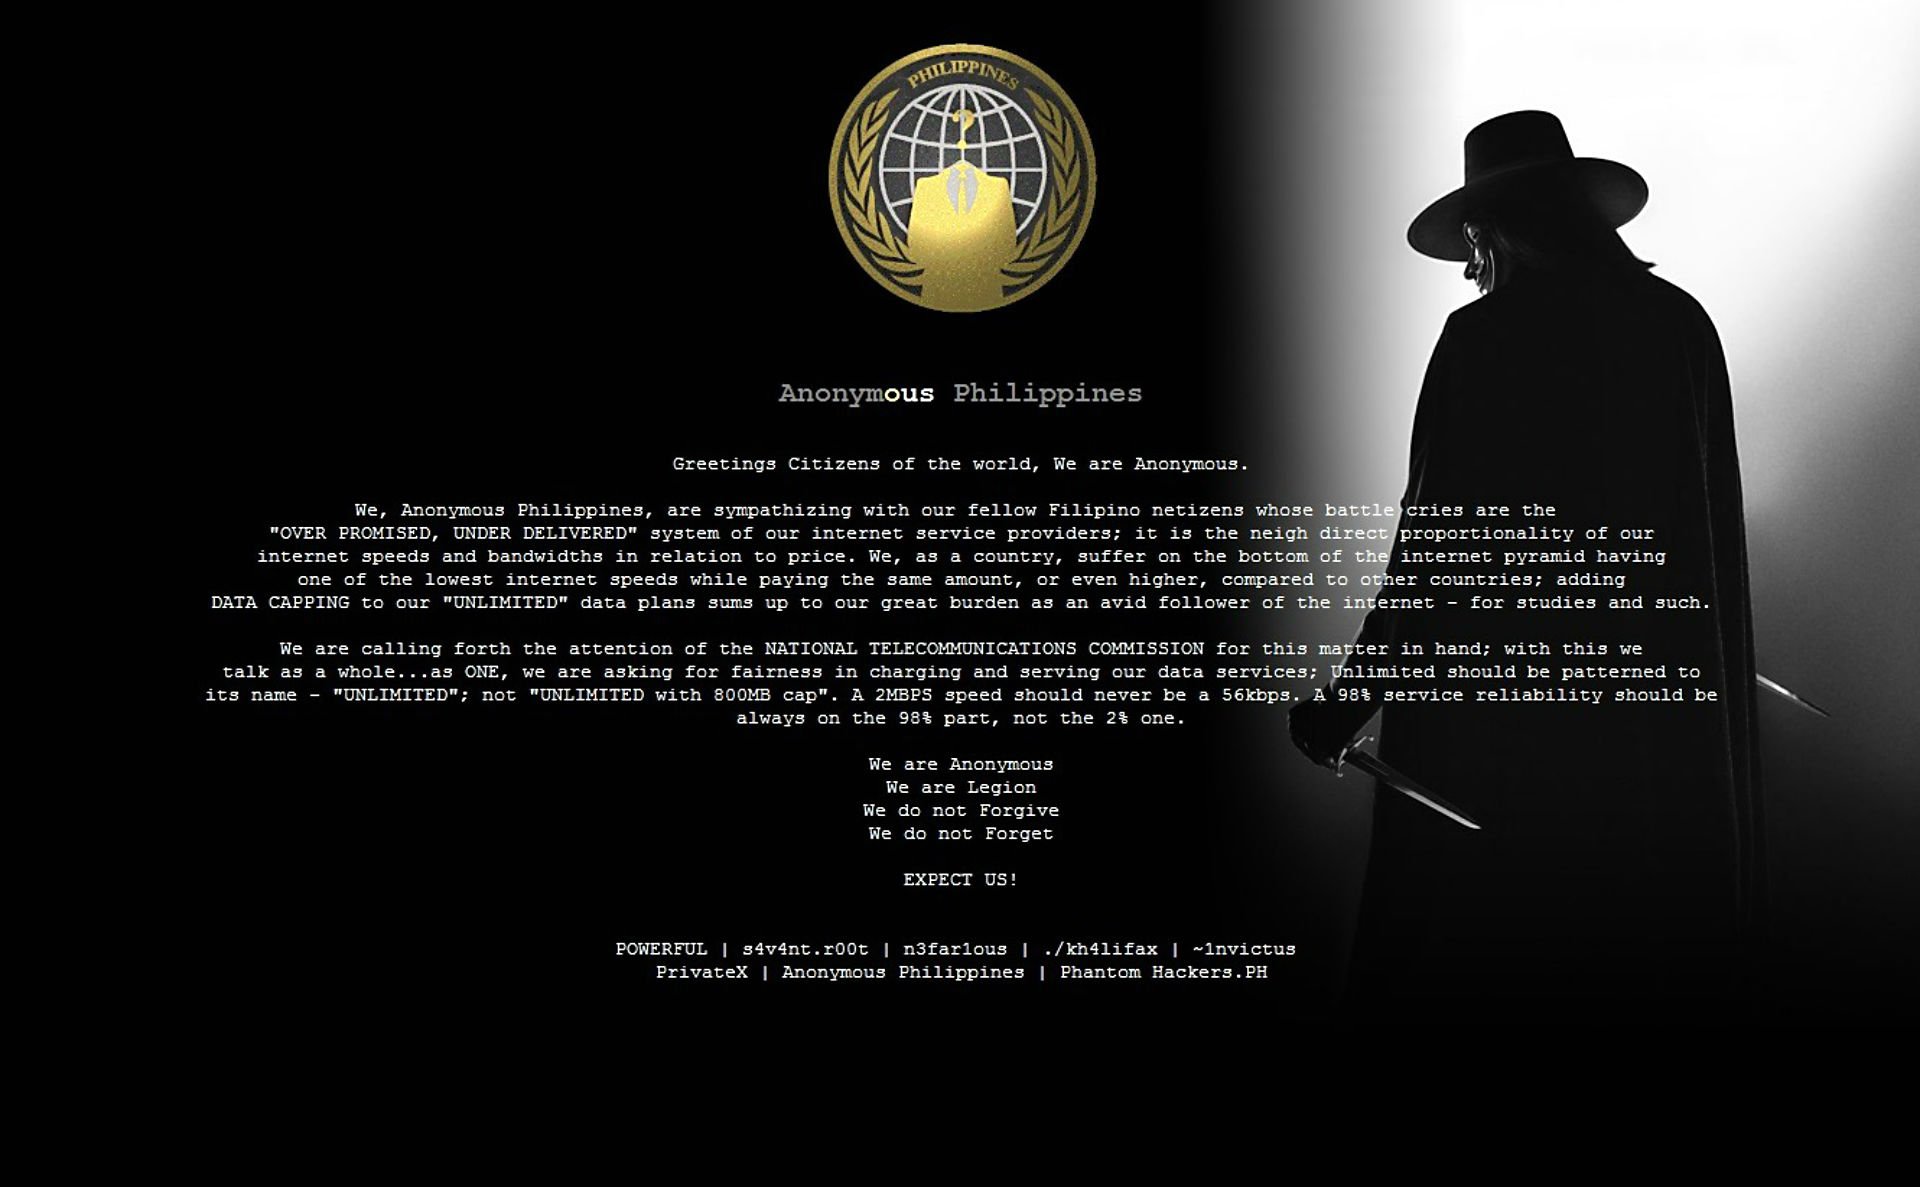 PHILIPPINES
Anonymous Philippines
Greetings Citizens of the world, We are Anonymous.
We, Anonymous Philippines, are sympathizing with our fellow Filipino netizens whose battle cries are the
"OVER PROMISED, UNDER DELIVERED" system of our internet service providers; it is the neigh direct proportionality of our
internet speeds and bandwidths in relation to price. We, as a country, suffer on the bottom of the internet pyramid having
one of the lowest internet speeds while paying the same amount, or even higher, compared to other countries; adding
DATA CAPPING to our "UNLIMITED" data plans sums up to our great burden as an avid follower of the internet - for studies and such.
We are calling forth the attention of the NATIONAL TELECOMMUNICATIONS COMMISSION for this matter in hand; with this we
talk as a whole...as ONE, we are asking for fairness in charging and serving our data services; Unlimited should be patterned to
its name - "UNLIMITED"; not "UNLIMITED with 800MB cap". A 2MBPS speed should never be a 56kbps. A 98% service reliability should be
always on the 98% part, not the 2% one.
We are Anonymous
We are Legion
We do not Forgive
We do not Forget
EXPECT US!
POWERFUL | s4v4nt.r00t | n3far1ous | ./kh4lifax | ~1nvictus
PrivateX | Anonymous Philippines | Phantom Hackers.PH